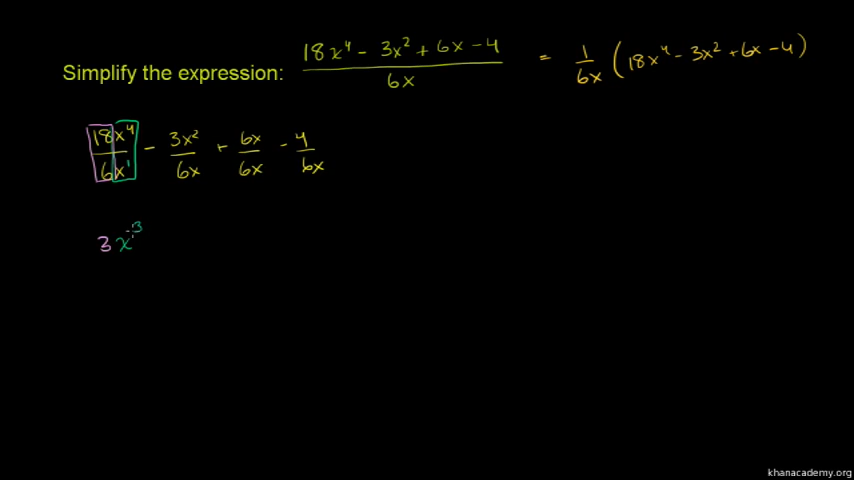 Simplify the expression: (18x⁴ - 3x² + 6x - 4)/(6x) = 1/(6x) (18x⁴ - 3x² + 6x - 4)
18x⁴/6x¹ - 3x²/6x + 6x/6x - 4/6x
3x³
khanacademy.org